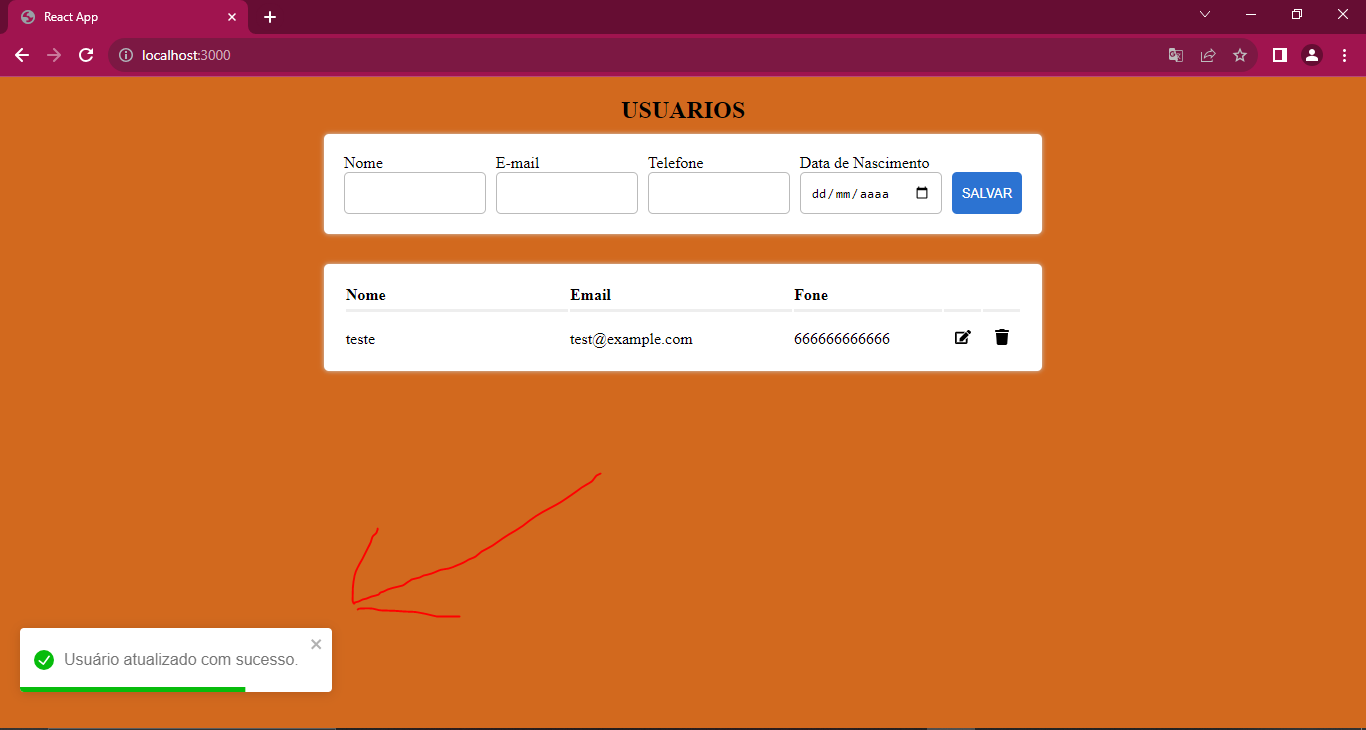 React App
localhost:3000
USUARIOS
Nome E-mail Telefone Data de Nascimento
dd/mm/aaaa SALVAR
Nome Email Fone
teste test@example.com 666666666666
Usuário atualizado com sucesso.